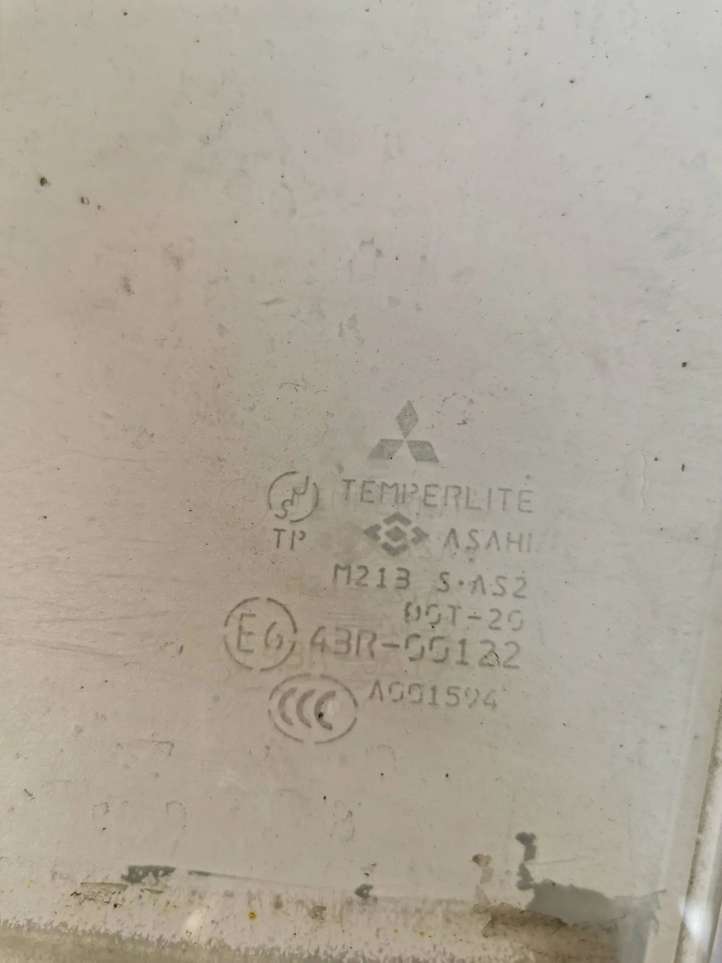 TEMPERLITE
TP ASAHI
M213 S·AS2
DOT-20
E6 43R-00122
CCC A001594